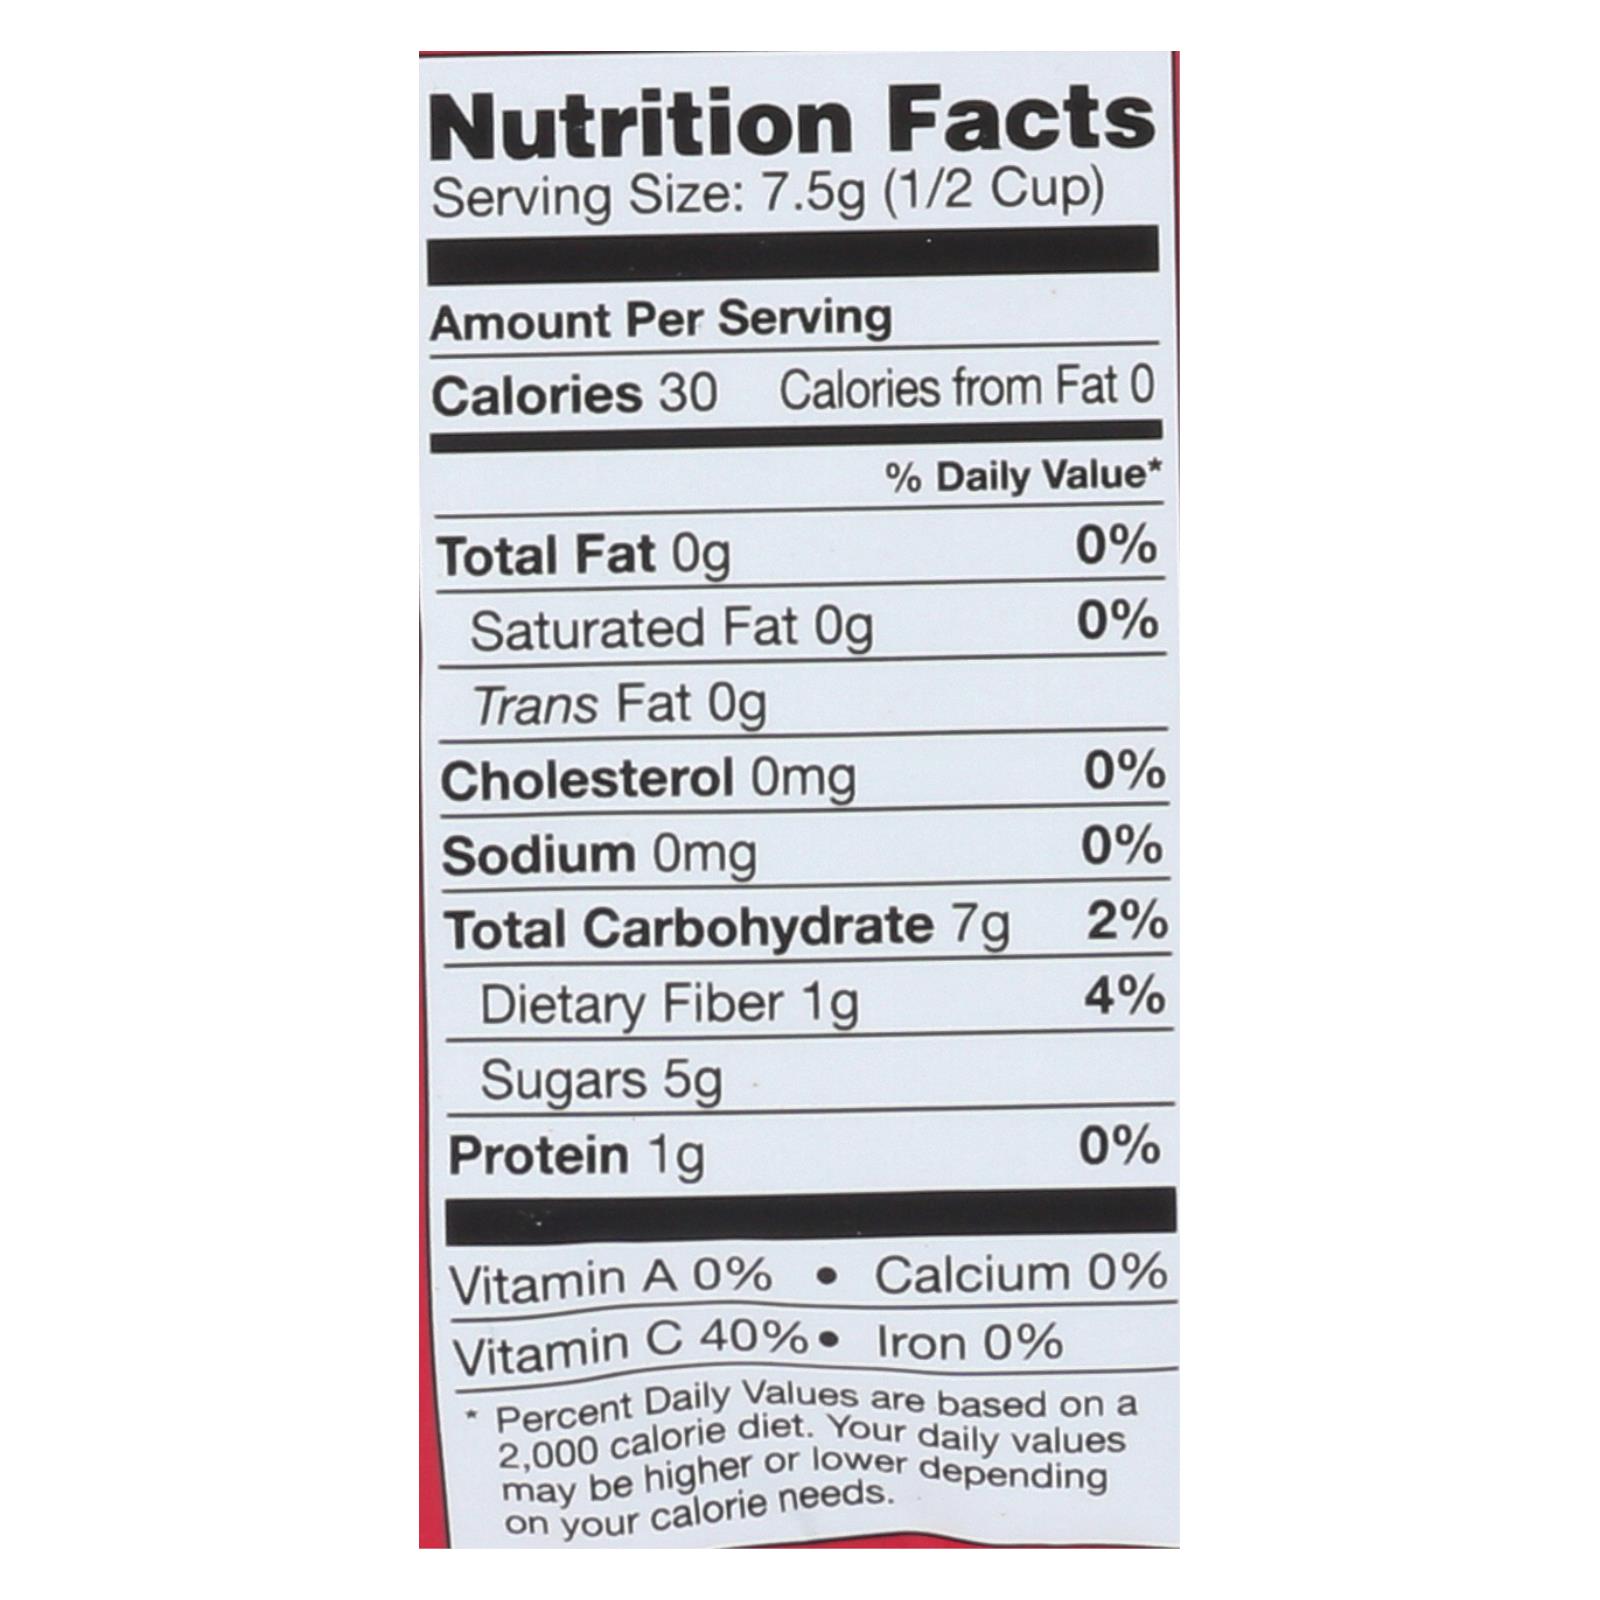 Nutrition Facts
Serving Size: 7.5g (1/2 Cup)
Amount Per Serving
Calories 30 Calories from Fat 0
% Daily Value*
Total Fat 0g 0%
Saturated Fat 0g 0%
Trans Fat 0g
Cholesterol 0mg 0%
Sodium 0mg 0%
Total Carbohydrate 7g 2%
Dietary Fiber 1g 4%
Sugars 5g
Protein 1g 0%
Vitamin A 0% • Calcium 0%
Vitamin C 40% • Iron 0%
* Percent Daily Values are based on a
2,000 calorie diet. Your daily values
may be higher or lower depending
on your calorie needs.